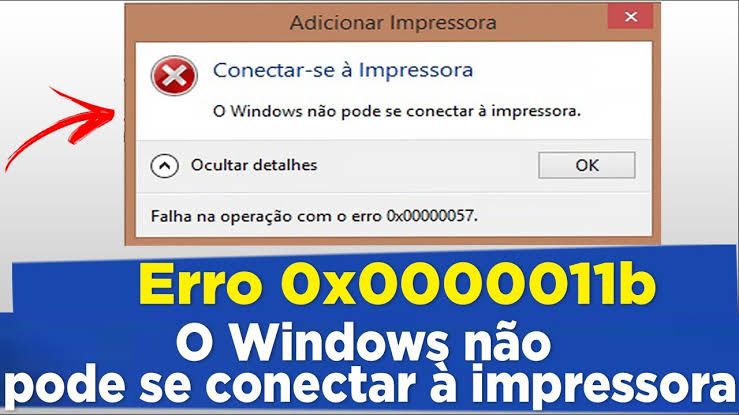 Adicionar Impressora
Conectar-se à Impressora
O Windows não pode se conectar à impressora.
Ocultar detalhes
OK
Falha na operação com o erro 0x00000057.
Erro 0x0000011b
O Windows não
pode se conectar à impressora